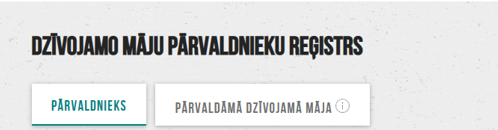 DZĪVOJAMO MĀJU PĀRVALDNIEKU REĢISTRS
PĀRVALDNIEKS
PĀRVALDĀMĀ DZĪVOJAMĀ MĀJA